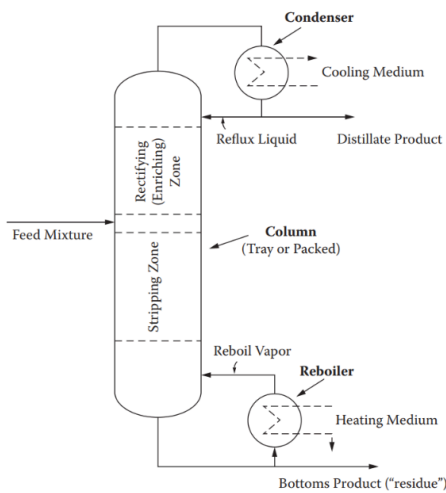 Condenser
Cooling Medium
Reflux Liquid
Distillate Product
Rectifying
(Enriching)
Zone
Feed Mixture
Column
(Tray or Packed)
Stripping Zone
Reboil Vapor
Reboiler
Heating Medium
Bottoms Product (“residue”)